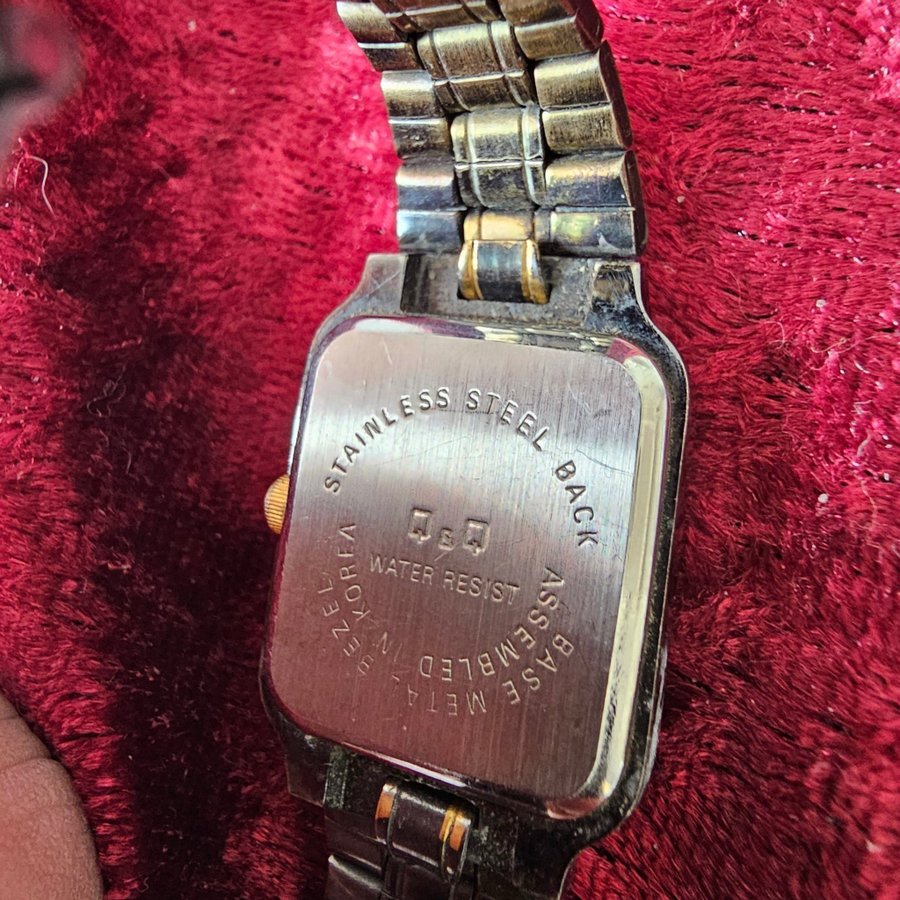 STAINLESS STEEL BACK
Q&Q
WATER RESIST
ASSEMBLED IN KOREA
BASE METAL BEZEL